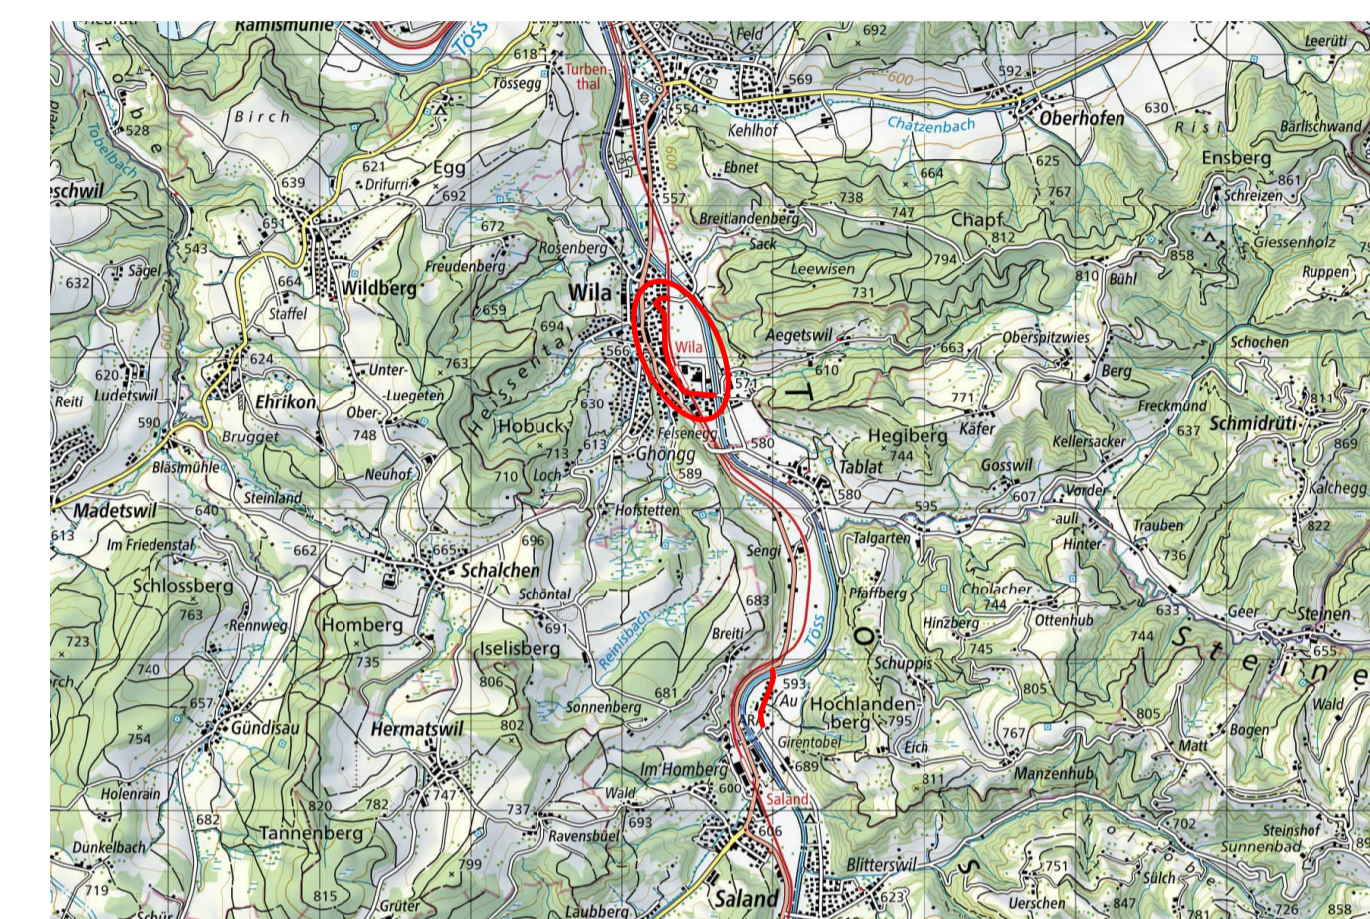 Ramismühle
Töss
618
Feld
692
Leerüti
Tössegg
Turben-
thal
569
600
592
Tobel
528
Birch
554
Kehlhof
Chatzenbach
Oberhofen
630
Risi
Bärlischwand
Tobelbach
621
Egg
Drifurri
692
600
Ebnet
664
625
767
Ensberg
861
Schreizen
eschwil
639
651
557
738
747
Breitlandenberg
Chapf
812
543
672
Rosenberg
Sack
794
858
Giessenholz
Sägel
632
664
Wildberg
Freudenberg
Wila
Leewisen
731
810
Bühl
Ruppen
Staffel
659
694
Aegetswil
663
Oberspitzwies
Schochen
600
624
763
566
Wila
610
Berg
620
Ludetswil
Unter-
-Luegeten
Heissental
571
T
771
Freckmünd
811
Reiti
Ehrikon
Ober-
630
Käfer
637
Schmidrüti
590
Brugget
748
Hobuck
Felsenegg
Hegiberg
744
Kellersacker
869
Bläsmühle
713
613
Ghöngg
580
Neuhof
710
Loch
589
Tablat
Gosswil
Kalchegg
Steinland
580
607
Vorder-
Madetswil
640
Hofstetten
595
-auli
822
613
Im Friedenstal
662
665
696
Sengi
Talgarten
Hinter-
Trauben
736
Schlossberg
Schalchen
763
Schöntal
683
Pfaffberg
Cholacher
744
633
Geer
Steinen
Rennweg
Homberg
691
Reinisbach
Breiti
Töss
Ö
Hinzberg
Ottenhub
744
723
735
Iselisberg
745
Steine
655
740
806
681
593
Schuppis
805
657
Sonnenberg
Au
Hochlanden-
berg
795
805
Wald
754
Gündisau
Hermatswil
802
ARA
Girentobel
767
Bogen
Eich
Matt
689
Im Homberg
811
Manzenhub
Holenrain
747
Wald
600
Saland
820
782
737
693
682
Tannenberg
Ravensbüel
606
702
Steinshof
Dunkelbach
799
Blitterswil
S
751
Sunnenbad
719
815
Saland
Sülch
Grüter
Laubberg
623
Uerschen
847
781
726
858